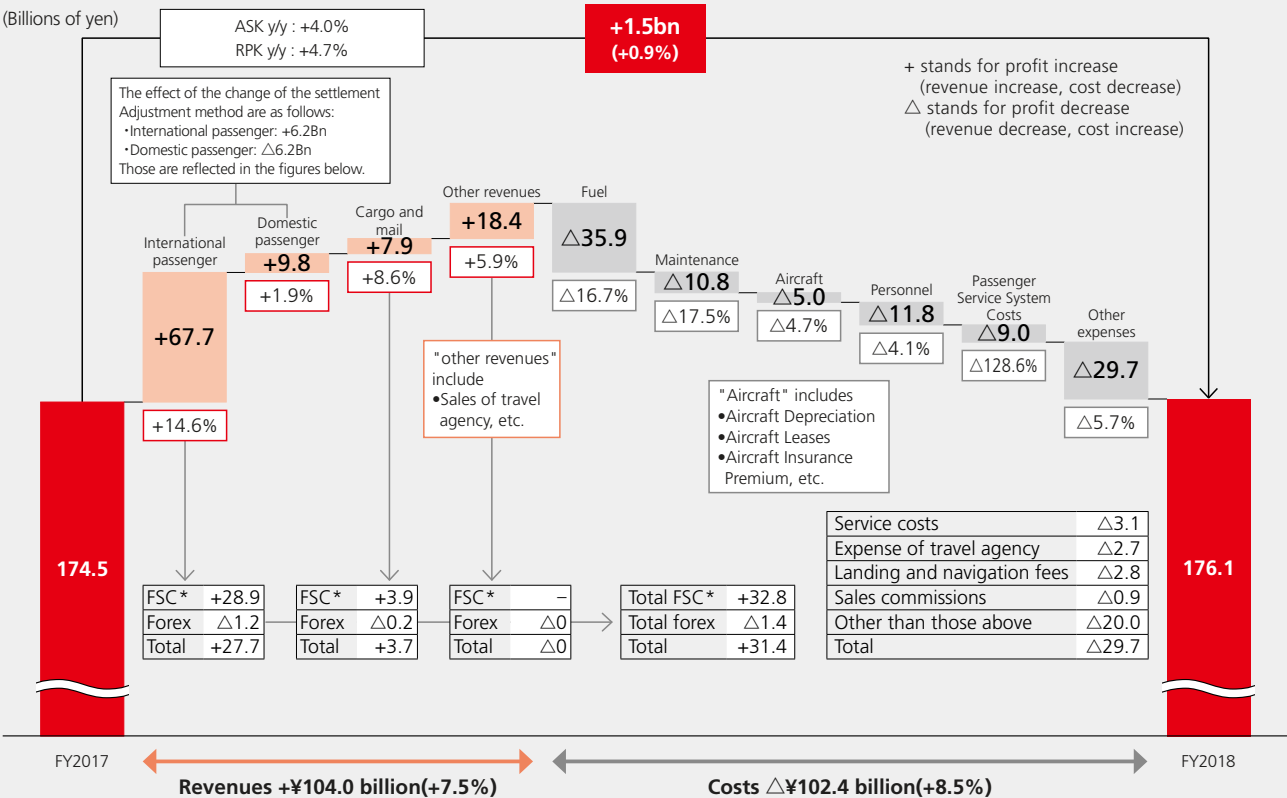 (Billions of yen)
ASK y/y : +4.0%
RPK y/y : +4.7%
+1.5bn
(+0.9%)
+ stands for profit increase
(revenue increase, cost decrease)
△ stands for profit decrease
(revenue decrease, cost increase)
The effect of the change of the settlement
Adjustment method are as follows:
・International passenger: +6.2Bn
・Domestic passenger: △6.2Bn
Those are reflected in the figures below.
International
passenger
+67.7
+14.6%
Domestic
passenger
+9.8
+1.9%
Cargo and
mail
+7.9
+8.6%
Other revenues
+18.4
+5.9%
Fuel
△35.9
△16.7%
Maintenance
△10.8
△17.5%
Aircraft
△5.0
△4.7%
Personnel
△11.8
△4.1%
Passenger
Service System
Costs
△9.0
△128.6%
Other
expenses
△29.7
△5.7%
"other revenues"
include
●Sales of travel
agency, etc.
"Aircraft" includes
●Aircraft Depreciation
●Aircraft Leases
●Aircraft Insurance
Premium, etc.
174.5
176.1
FSC* +28.9
Forex △1.2
Total +27.7
FSC* +3.9
Forex △0.2
Total +3.7
FSC* –
Forex △0
Total △0
Total FSC* +32.8
Total forex △1.4
Total +31.4
Service costs △3.1
Expense of travel agency △2.7
Landing and navigation fees △2.8
Sales commissions △0.9
Other than those above △20.0
Total △29.7
FY2017
FY2018
Revenues +¥104.0 billion(+7.5%)
Costs △¥102.4 billion(+8.5%)